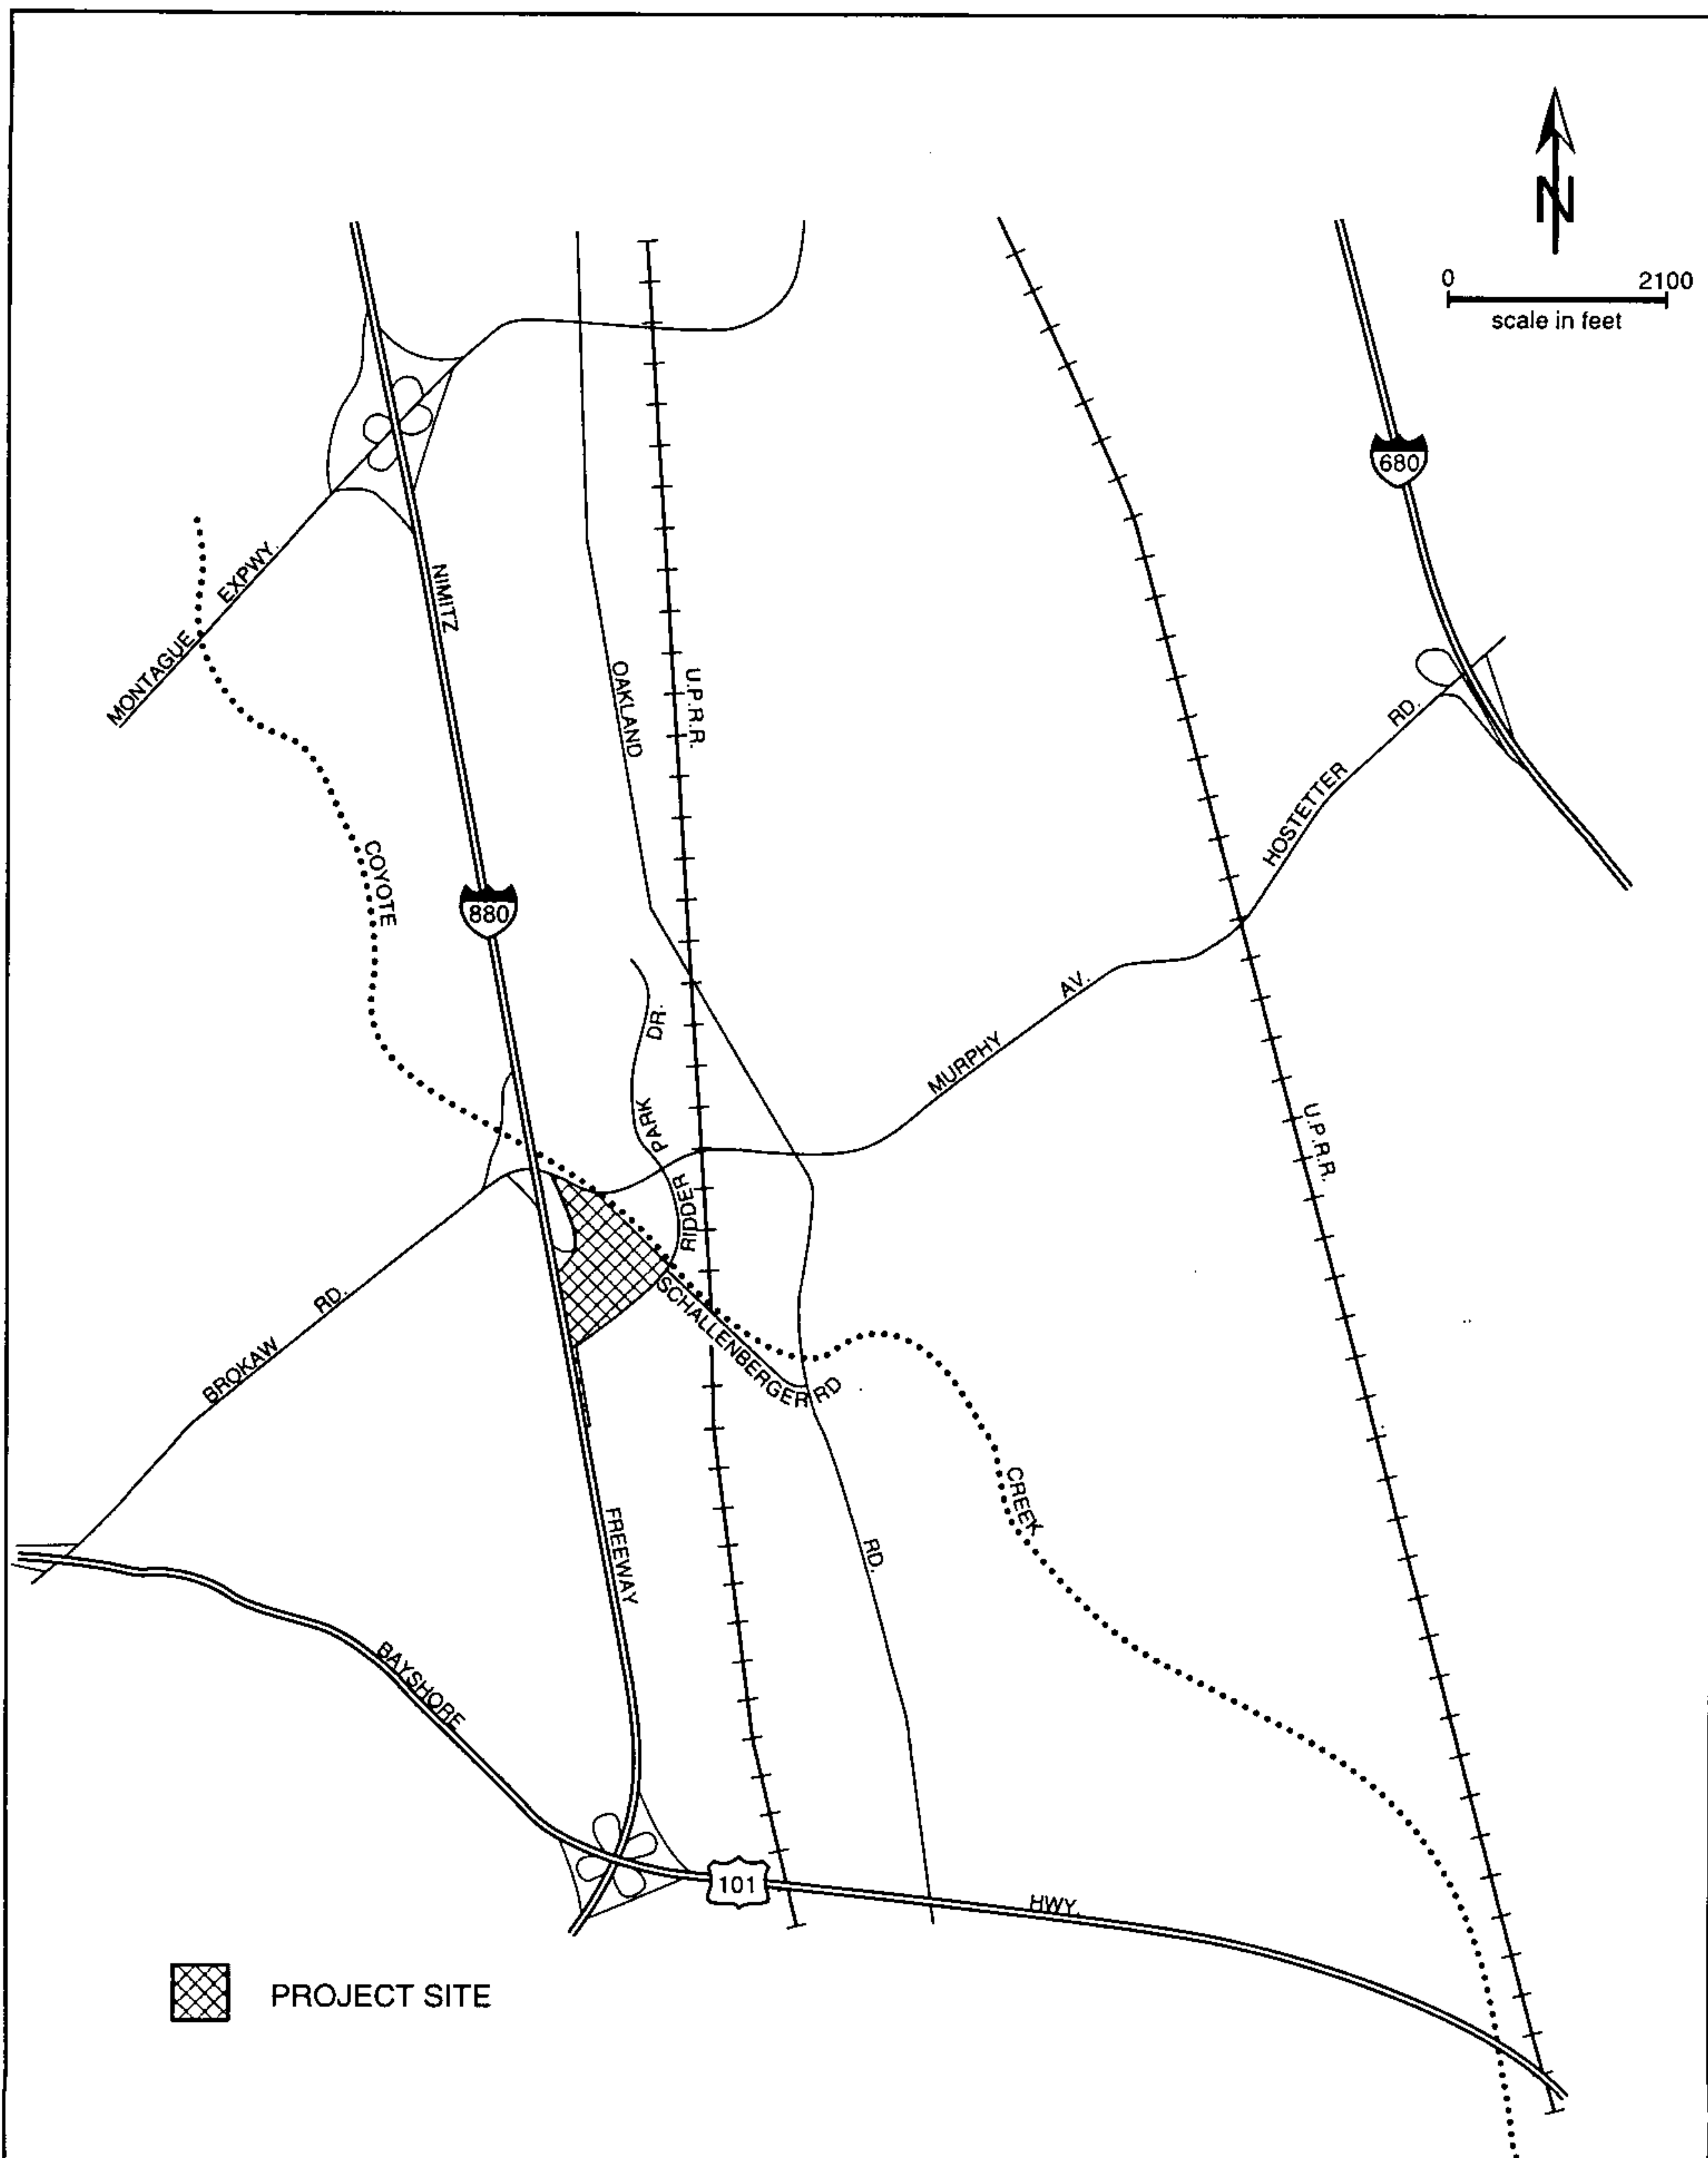 N
0 2100
scale in feet
680
MONTAGUE EXPWY.
NIMITZ
OAKLAND
U.P.R.R.
HOSTETTER RD.
COYOTE
880
DR.
PARK
RIDDER
MURPHY AV.
U.P.R.R.
BROKAW RD.
SCHALLENBERGER RD
CREEK
FREEWAY
RD.
BAYSHORE
101
HWY.
PROJECT SITE